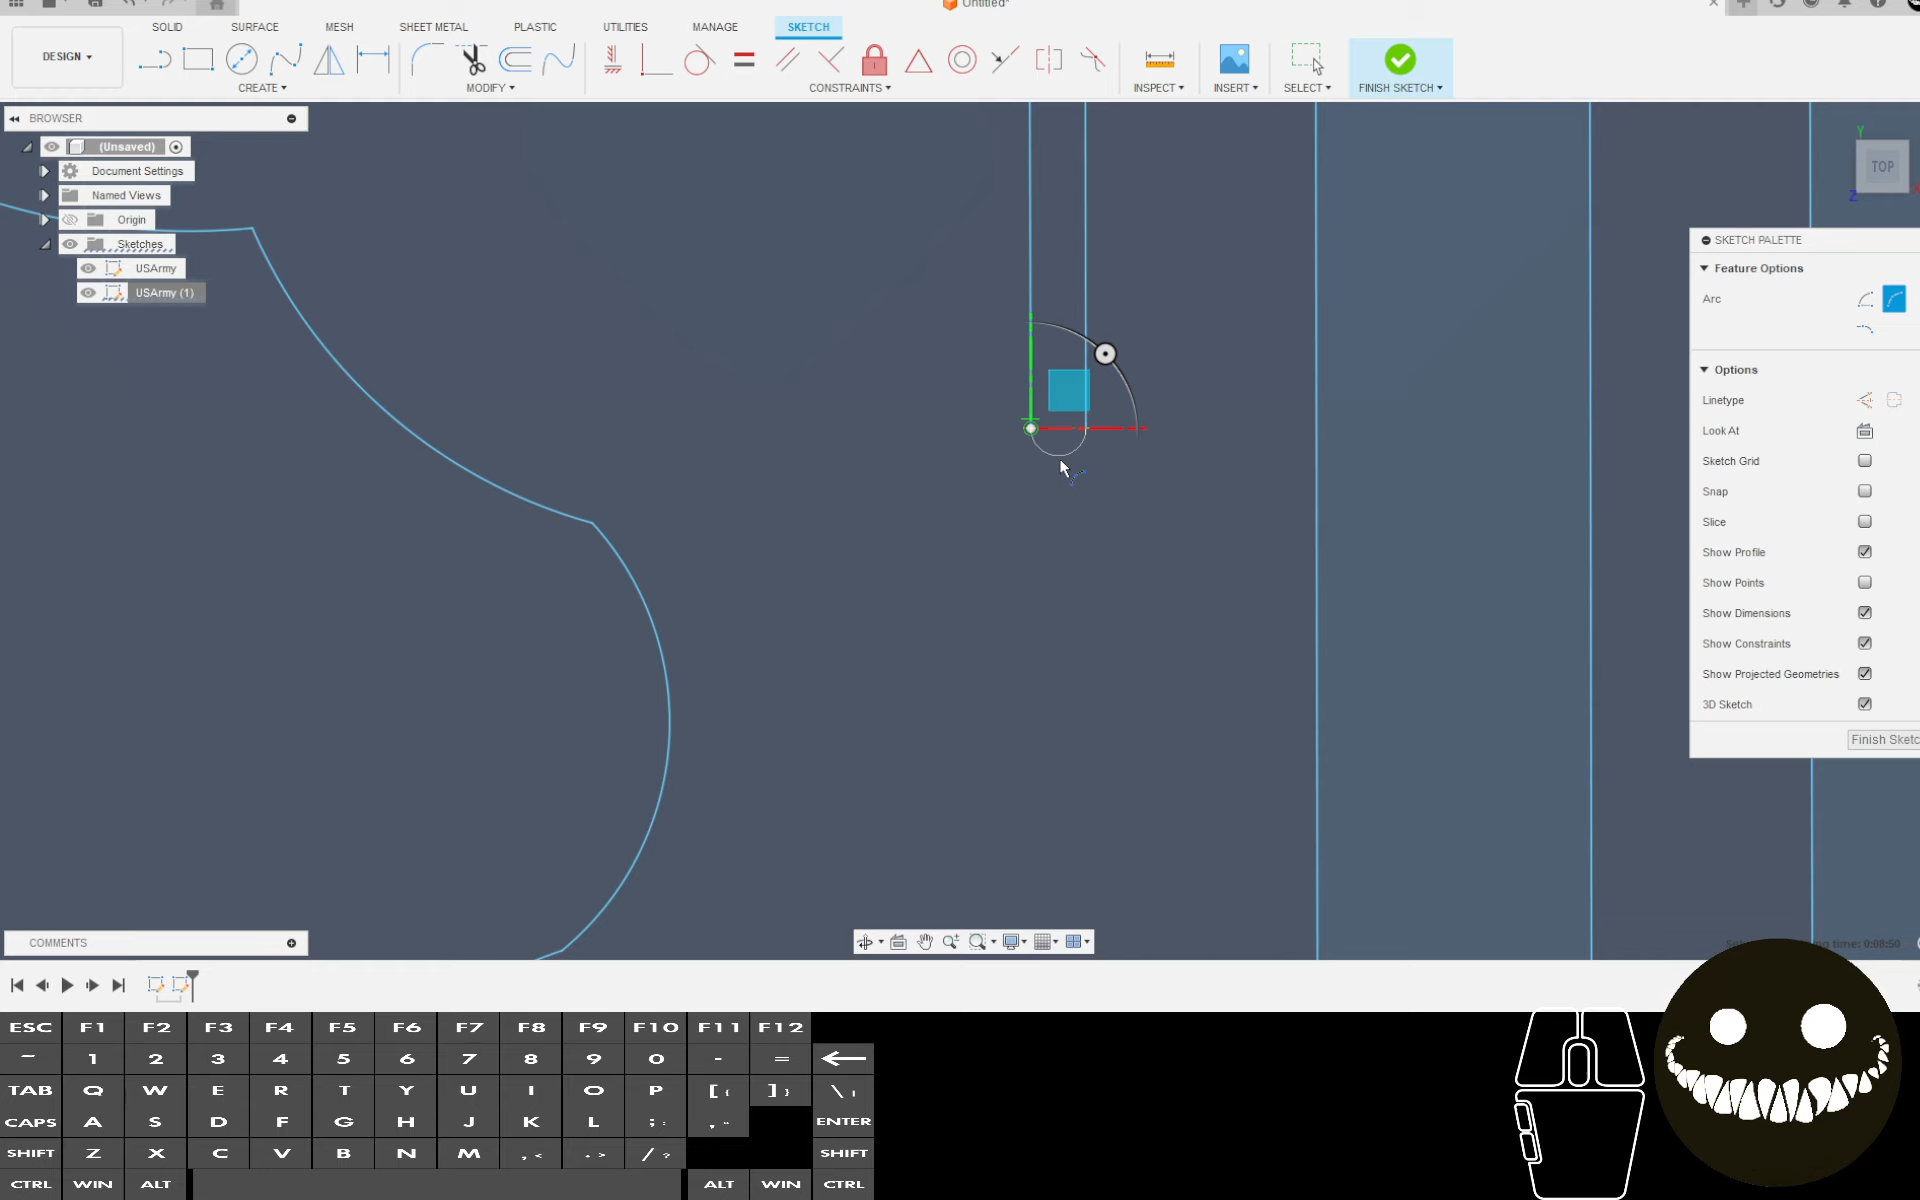 Untitled*
SOLID SURFACE MESH SHEET METAL PLASTIC UTILITIES MANAGE SKETCH
DESIGN
CREATE MODIFY CONSTRAINTS INSPECT INSERT SELECT FINISH SKETCH
BROWSER
(Unsaved)
Document Settings
Named Views
Origin
Sketches
USArmy
USArmy (1)
Y
TOP
Z
SKETCH PALETTE
Feature Options
Arc
Options
Linetype
Look At
Sketch Grid
Snap
Slice
Show Profile
Show Points
Show Dimensions
Show Constraints
Show Projected Geometries
3D Sketch
Finish Sketc
COMMENTS
time: 0:08:50
ESC F1 F2 F3 F4 F5 F6 F7 F8 F9 F10 F11 F12
~ 1 2 3 4 5 6 7 8 9 0 - =
TAB Q W E R T Y U I O P [{ ]} \|
CAPS A S D F G H J K L ;: ," ENTER
SHIFT Z X C V B N M ,< .> /? SHIFT
CTRL WIN ALT ALT WIN CTRL